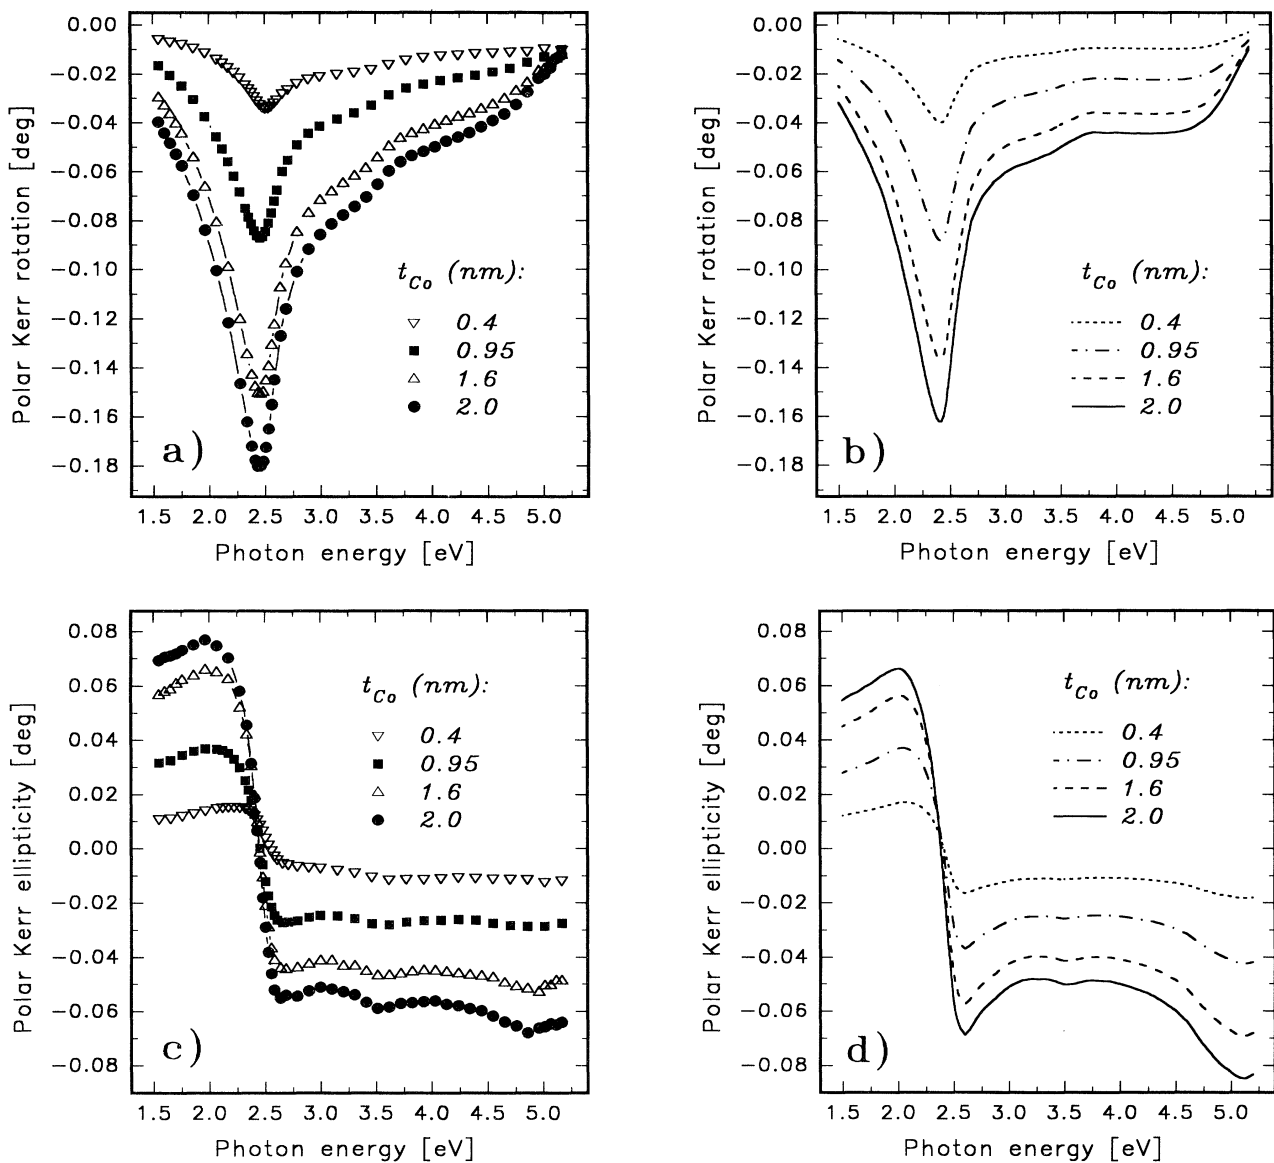 Polar Kerr rotation [deg]
0.00
−0.02
−0.04
−0.06
−0.08
−0.10
−0.12
−0.14
−0.16
−0.18
t_Co (nm):
0.4
0.95
1.6
2.0
a)
1.5 2.0 2.5 3.0 3.5 4.0 4.5 5.0
Photon energy [eV]
Polar Kerr rotation [deg]
0.00
−0.02
−0.04
−0.06
−0.08
−0.10
−0.12
−0.14
−0.16
−0.18
t_Co (nm):
0.4
0.95
1.6
2.0
b)
1.5 2.0 2.5 3.0 3.5 4.0 4.5 5.0
Photon energy [eV]
Polar Kerr ellipticity [deg]
0.08
0.06
0.04
0.02
0.00
−0.02
−0.04
−0.06
−0.08
t_Co (nm):
0.4
0.95
1.6
2.0
c)
1.5 2.0 2.5 3.0 3.5 4.0 4.5 5.0
Photon energy [eV]
Polar Kerr ellipticity [deg]
0.08
0.06
0.04
0.02
0.00
−0.02
−0.04
−0.06
−0.08
t_Co (nm):
0.4
0.95
1.6
2.0
d)
1.5 2.0 2.5 3.0 3.5 4.0 4.5 5.0
Photon energy [eV]